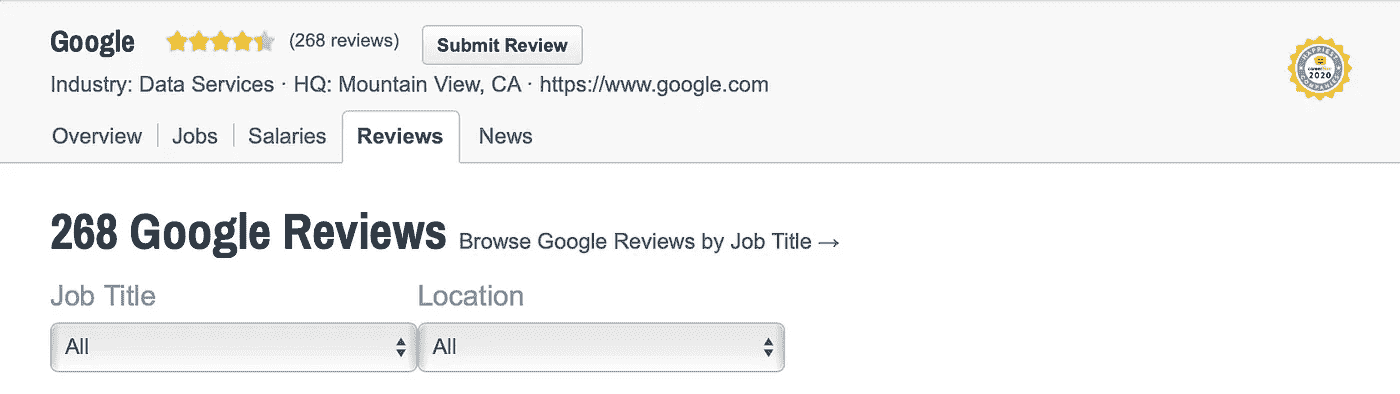 Google (268 reviews) Submit Review
Industry: Data Services · HQ: Mountain View, CA · https://www.google.com
HAPPIEST
2020
COMPANIES
Overview Jobs Salaries Reviews News
268 Google Reviews Browse Google Reviews by Job Title →
Job Title Location
All All